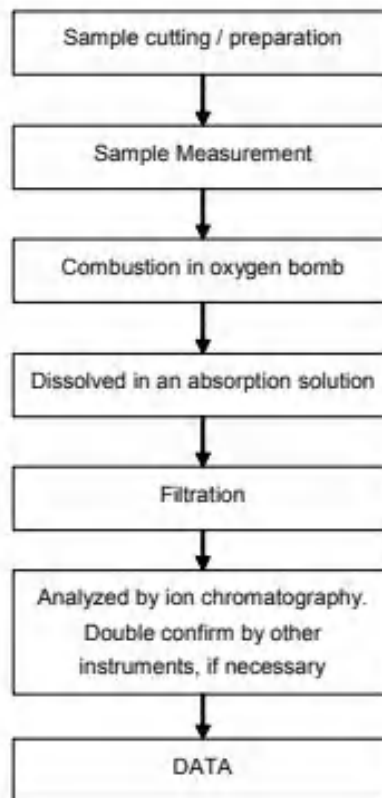 Sample cutting / preparation
Sample Measurement
Combustion in oxygen bomb
Dissolved in an absorption solution
Filtration
Analyzed by ion chromatography.
Double confirm by other
instruments, if necessary
DATA